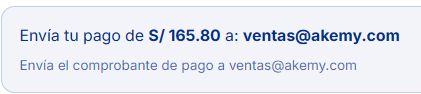 Envía tu pago de S/ 165.80 a: ventas@akemy.com
Envía el comprobante de pago a ventas@akemy.com